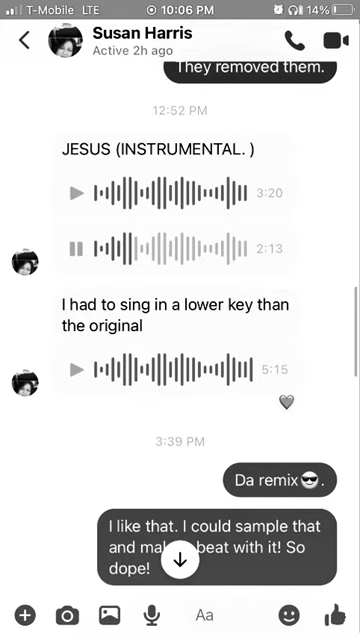 T-Mobile LTE 10:06 PM 14%
Susan Harris
Active 2h ago
They removed them.
12:52 PM
JESUS (INSTRUMENTAL. )
3:20
2:13
I had to sing in a lower key than
the original
5:15
3:39 PM
Da remix😎.
I like that. I could sample that
and beat with it! So
dope!
Aa